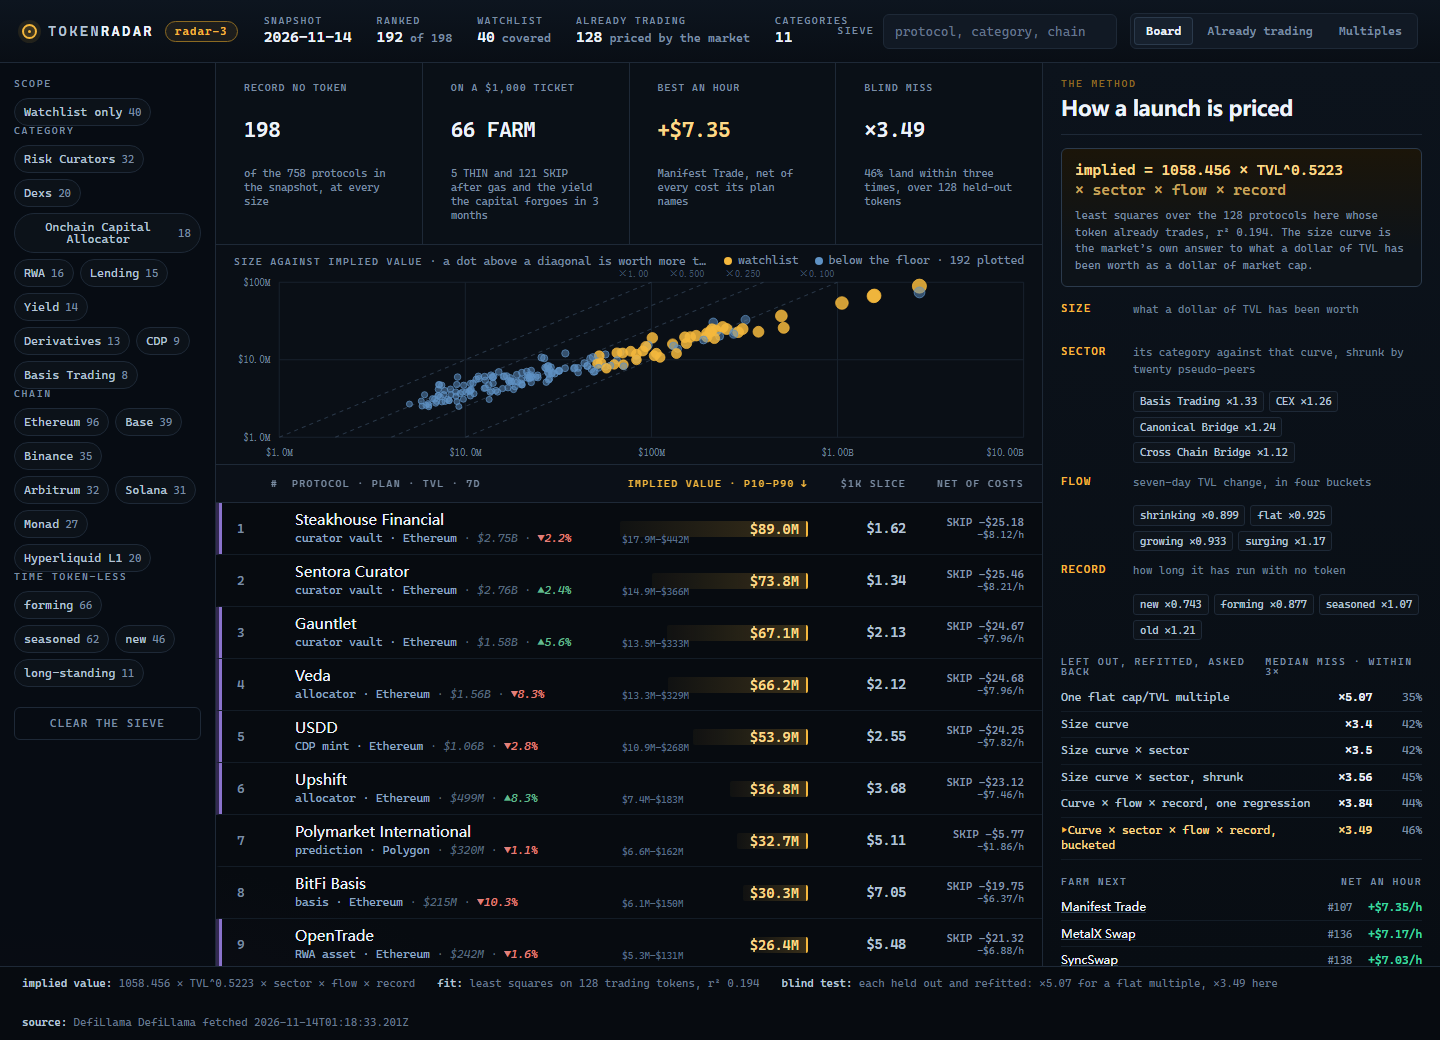 TOKENRADAR radar-3
SNAPSHOT
2026-11-14
RANKED
192 of 198
WATCHLIST
40 covered
ALREADY TRADING
128 priced by the market
CATEGORIES
11
SIEVE protocol, category, chain
Board Already trading Multiples
SCOPE
Watchlist only 40
CATEGORY
Risk Curators 32
Dexs 20
Onchain Capital Allocator 18
RWA 16 Lending 15
Yield 14
Derivatives 13 CDP 9
Basis Trading 8
CHAIN
Ethereum 96 Base 39
Binance 35
Arbitrum 32 Solana 31
Monad 27
Hyperliquid L1 20
TIME TOKEN-LESS
forming 66
seasoned 62 new 46
long-standing 11
CLEAR THE SIEVE
RECORD NO TOKEN
198
of the 758 protocols in
the snapshot, at every
size
ON A $1,000 TICKET
66 FARM
5 THIN and 121 SKIP
after gas and the yield
the capital forgoes in 3
months
BEST AN HOUR
+$7.35
Manifest Trade, net of
every cost its plan
names
BLIND MISS
×3.49
46% land within three
times, over 128 held-out
tokens
SIZE AGAINST IMPLIED VALUE · a dot above a diagonal is worth more t… watchlist below the floor · 192 plotted
×1.00 ×0.500 ×0.250 ×0.100
$100M
$10.0M
$1.0M
$1.0M $10.0M $100M $1.00B $10.00B
# PROTOCOL · PLAN · TVL · 7D IMPLIED VALUE · P10–P90 ↓ $1K SLICE NET OF COSTS
1 Steakhouse Financial
curator vault · Ethereum · $2.75B · ▼2.2%
$17.9M–$442M $89.0M $1.62 SKIP −$25.18
−$8.12/h
2 Sentora Curator
curator vault · Ethereum · $2.76B · ▲2.4%
$14.9M–$366M $73.8M $1.34 SKIP −$25.46
−$8.21/h
3 Gauntlet
curator vault · Ethereum · $1.58B · ▲5.6%
$13.5M–$333M $67.1M $2.13 SKIP −$24.67
−$7.96/h
4 Veda
allocator · Ethereum · $1.56B · ▼8.3%
$13.3M–$329M $66.2M $2.12 SKIP −$24.68
−$7.96/h
5 USDD
CDP mint · Ethereum · $1.06B · ▼2.8%
$10.9M–$268M $53.9M $2.55 SKIP −$24.25
−$7.82/h
6 Upshift
allocator · Ethereum · $499M · ▲8.3%
$7.4M–$183M $36.8M $3.68 SKIP −$23.12
−$7.46/h
7 Polymarket International
prediction · Polygon · $320M · ▼1.1%
$6.6M–$162M $32.7M $5.11 SKIP −$5.77
−$1.86/h
8 BitFi Basis
basis · Ethereum · $215M · ▼10.3%
$6.1M–$150M $30.3M $7.05 SKIP −$19.75
−$6.37/h
9 OpenTrade
RWA asset · Ethereum · $242M · ▼1.6%
$5.3M–$131M $26.4M $5.48 SKIP −$21.32
−$6.88/h
THE METHOD
How a launch is priced
implied = 1058.456 × TVL^0.5223
× sector × flow × record
least squares over the 128 protocols here whose
token already trades, r² 0.194. The size curve is
the market's own answer to what a dollar of TVL has
been worth as a dollar of market cap.
SIZE what a dollar of TVL has been worth
SECTOR its category against that curve, shrunk by
twenty pseudo-peers
Basis Trading ×1.33 CEX ×1.26
Canonical Bridge ×1.24
Cross Chain Bridge ×1.12
FLOW seven-day TVL change, in four buckets
shrinking ×0.899 flat ×0.925
growing ×0.933 surging ×1.17
RECORD how long it has run with no token
new ×0.743 forming ×0.877 seasoned ×1.07
old ×1.21
LEFT OUT, REFITTED, ASKED BACK MEDIAN MISS · WITHIN 3×
One flat cap/TVL multiple ×5.07 35%
Size curve ×3.4 42%
Size curve × sector ×3.5 42%
Size curve × sector, shrunk ×3.56 45%
Curve × flow × record, one regression ×3.84 44%
▸Curve × sector × flow × record, bucketed ×3.49 46%
FARM NEXT NET AN HOUR
Manifest Trade #107 +$7.35/h
MetalX Swap #136 +$7.17/h
SyncSwap #138 +$7.03/h
implied value: 1058.456 × TVL^0.5223 × sector × flow × record fit: least squares on 128 trading tokens, r² 0.194 blind test: each held out and refitted: ×5.07 for a flat multiple, ×3.49 here
source: DefiLlama DefiLlama fetched 2026-11-14T01:18:33.201Z